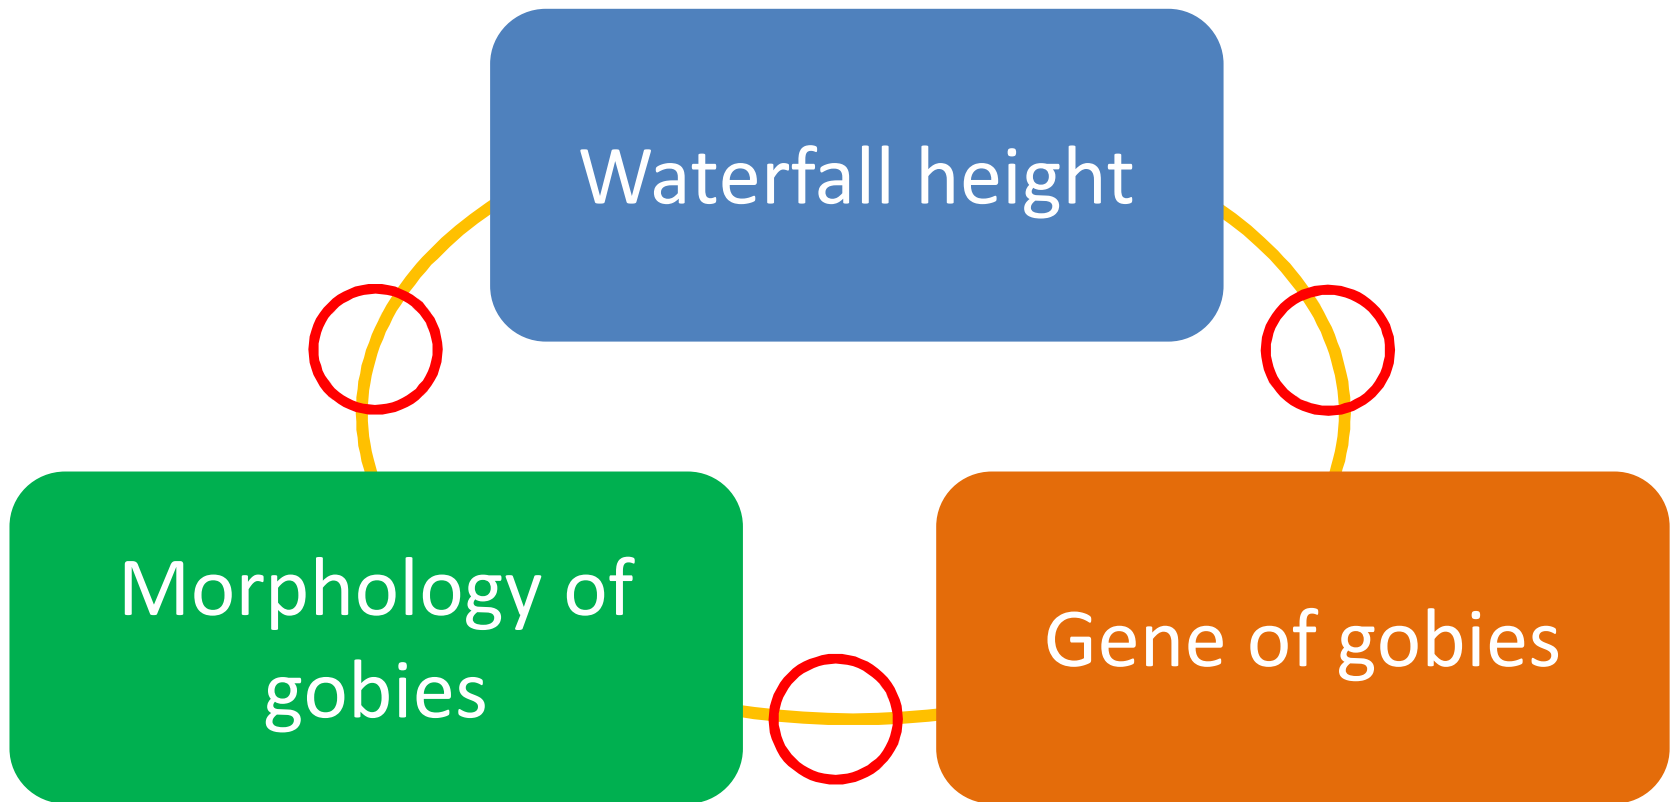 Waterfall height
Morphology of
gobies
Gene of gobies